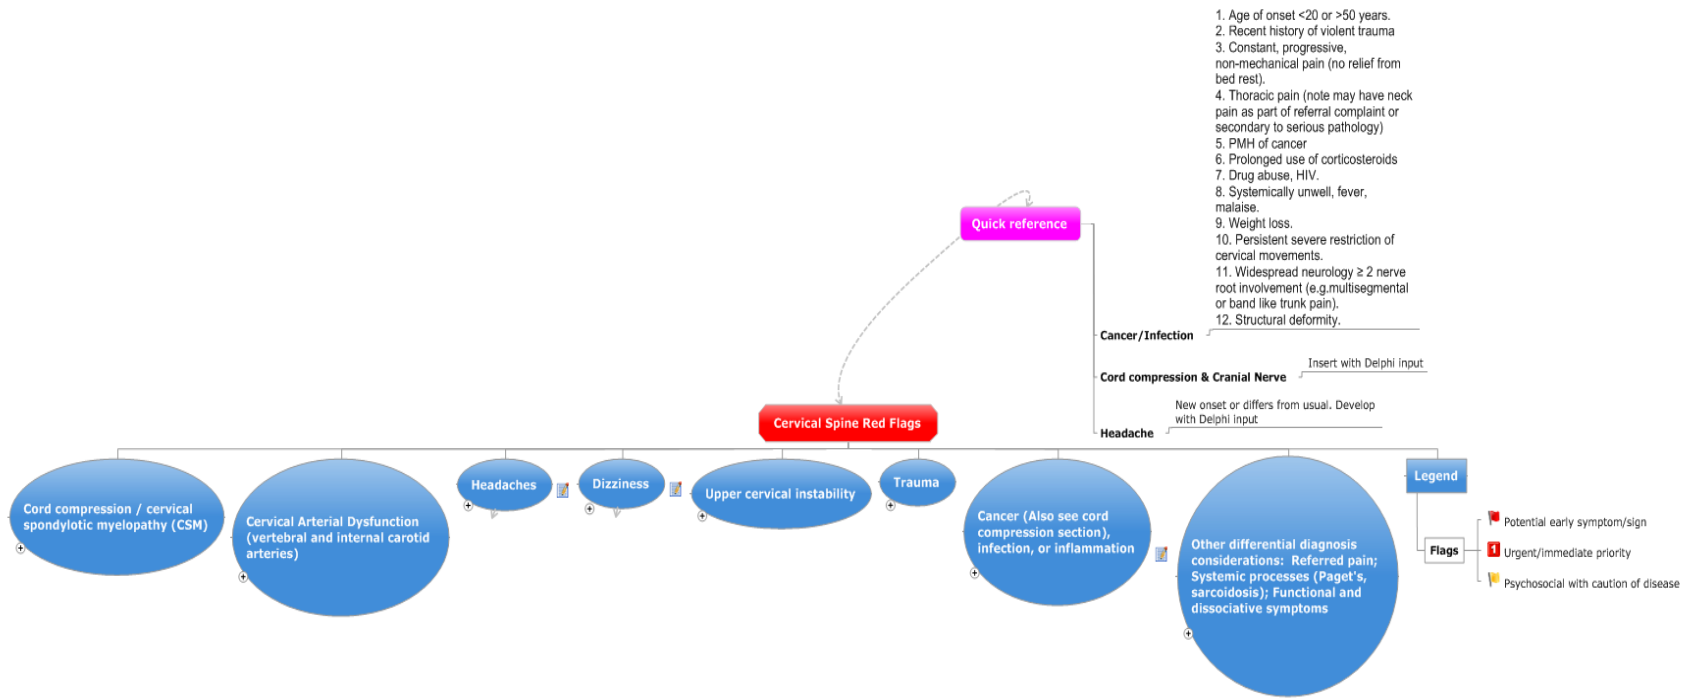 1. Age of onset <20 or >50 years.
2. Recent history of violent trauma
3. Constant, progressive,
non-mechanical pain (no relief from
bed rest).
4. Thoracic pain (note may have neck
pain as part of referral complaint or
secondary to serious pathology)
5. PMH of cancer
6. Prolonged use of corticosteroids
7. Drug abuse, HIV.
8. Systemically unwell, fever,
malaise.
9. Weight loss.
10. Persistent severe restriction of
cervical movements.
11. Widespread neurology ≥ 2 nerve
root involvement (e.g.multisegmental
or band like trunk pain).
12. Structural deformity.
Quick reference
Cancer/Infection
Cord compression & Cranial Nerve
Insert with Delphi input
Headache
New onset or differs from usual. Develop
with Delphi input
Cervical Spine Red Flags
Cord compression / cervical
spondylotic myelopathy (CSM)
Cervical Arterial Dysfunction
(vertebral and internal carotid
arteries)
Headaches
Dizziness
Upper cervical instability
Trauma
Cancer (Also see cord
compression section),
infection, or inflammation
Other differential diagnosis
considerations: Referred pain;
Systemic processes (Paget's,
sarcoidosis); Functional and
dissociative symptoms
Legend
Flags
Potential early symptom/sign
1 Urgent/immediate priority
Psychosocial with caution of disease